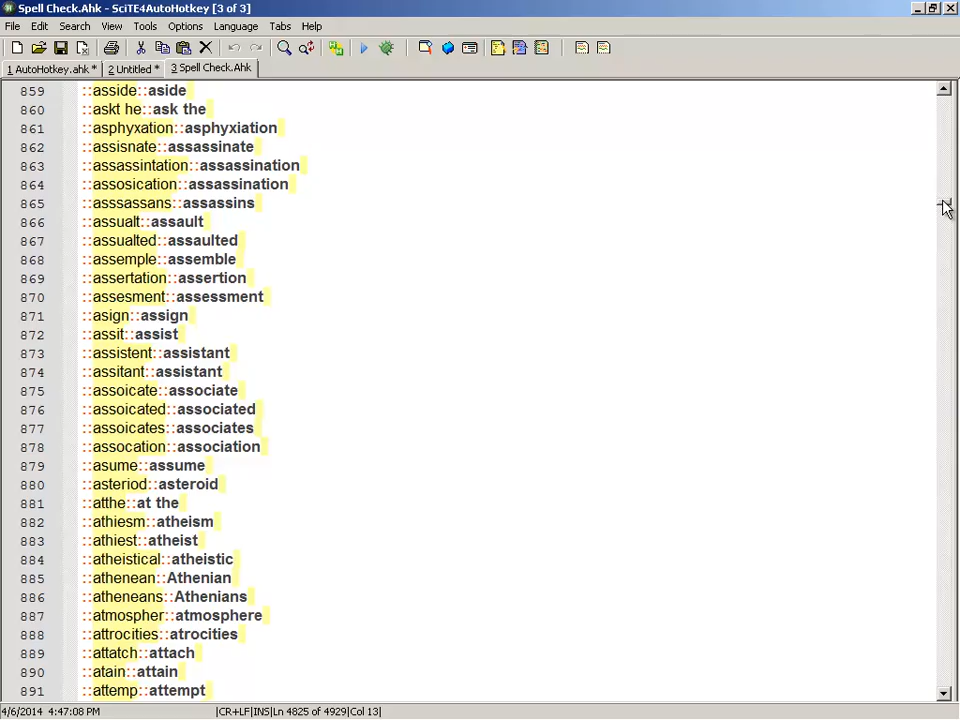 Spell Check.Ahk - SciTE4AutoHotkey [3 of 3]
File Edit Search View Tools Options Language Tabs Help
1 AutoHotkey.ahk * 2 Untitled * 3 Spell Check.Ahk
859 ::asside::aside
860 ::askt he::ask the
861 ::asphyxation::asphyxiation
862 ::assisnate::assassinate
863 ::assassintation::assassination
864 ::assosication::assassination
865 ::asssassans::assassins
866 ::assualt::assault
867 ::assualted::assaulted
868 ::assemple::assemble
869 ::assertation::assertion
870 ::assesment::assessment
871 ::asign::assign
872 ::assit::assist
873 ::assistent::assistant
874 ::assitant::assistant
875 ::assoicate::associate
876 ::assoicated::associated
877 ::assoicates::associates
878 ::assocation::association
879 ::asume::assume
880 ::asteriod::asteroid
881 ::atthe::at the
882 ::athiesm::atheism
883 ::athiest::atheist
884 ::atheistical::atheistic
885 ::athenean::Athenian
886 ::atheneans::Athenians
887 ::atmospher::atmosphere
888 ::attrocities::atrocities
889 ::attatch::attach
890 ::atain::attain
891 ::attemp::attempt
4/6/2014 4:47:08 PM |CR+LF|INS|Ln 4825 of 4929|Col 13|